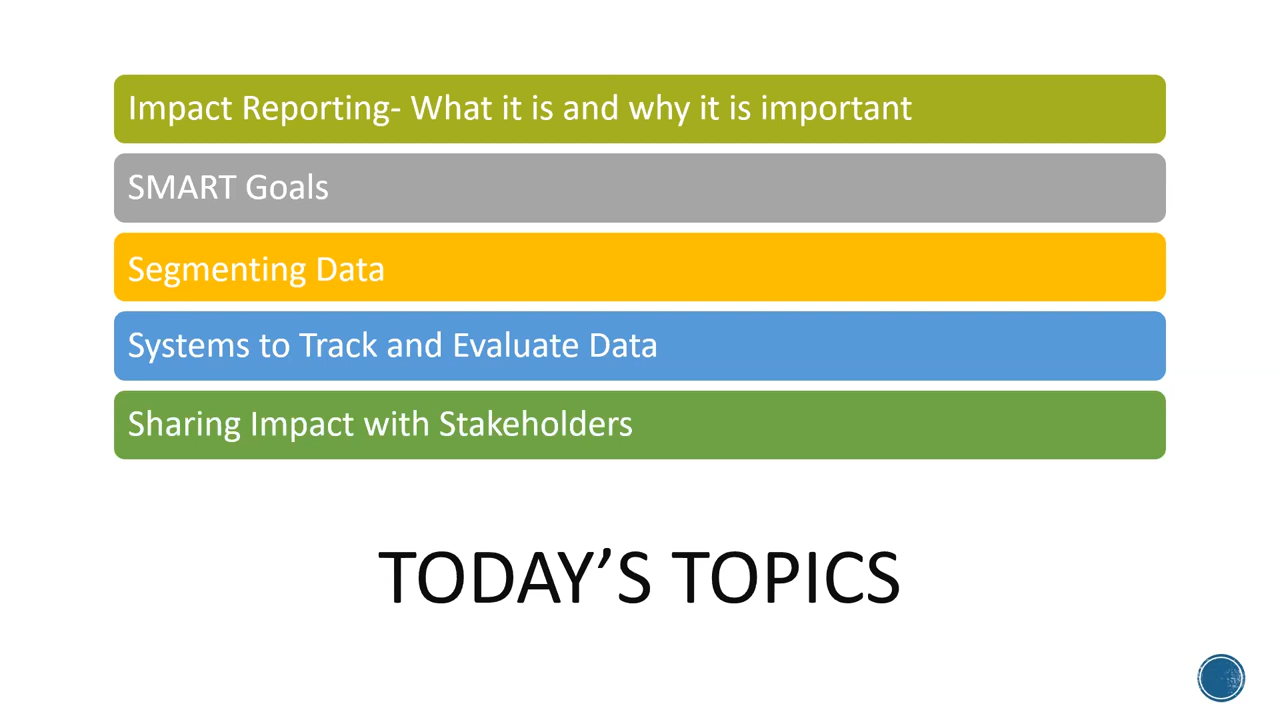 Impact Reporting- What it is and why it is important
SMART Goals
Segmenting Data
Systems to Track and Evaluate Data
Sharing Impact with Stakeholders
TODAY’S TOPICS